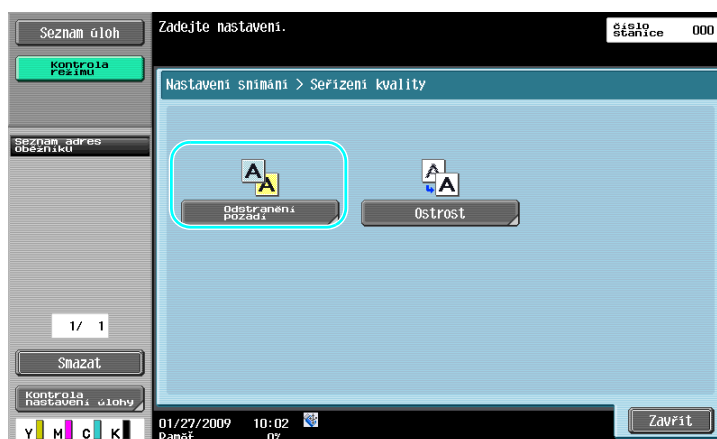 Seznam úloh
Zadejte nastavení.
číslo
stanice
000
Kontrola
režimu
Nastavení snímání > Seřízení kvality
Seznam adres
oběžníku
Odstranění
pozadí
Ostrost
1/ 1
Smazat
Kontrola
nastavení úlohy
Zavřít
01/27/2009 10:02
Paměť 0%
Y M C K